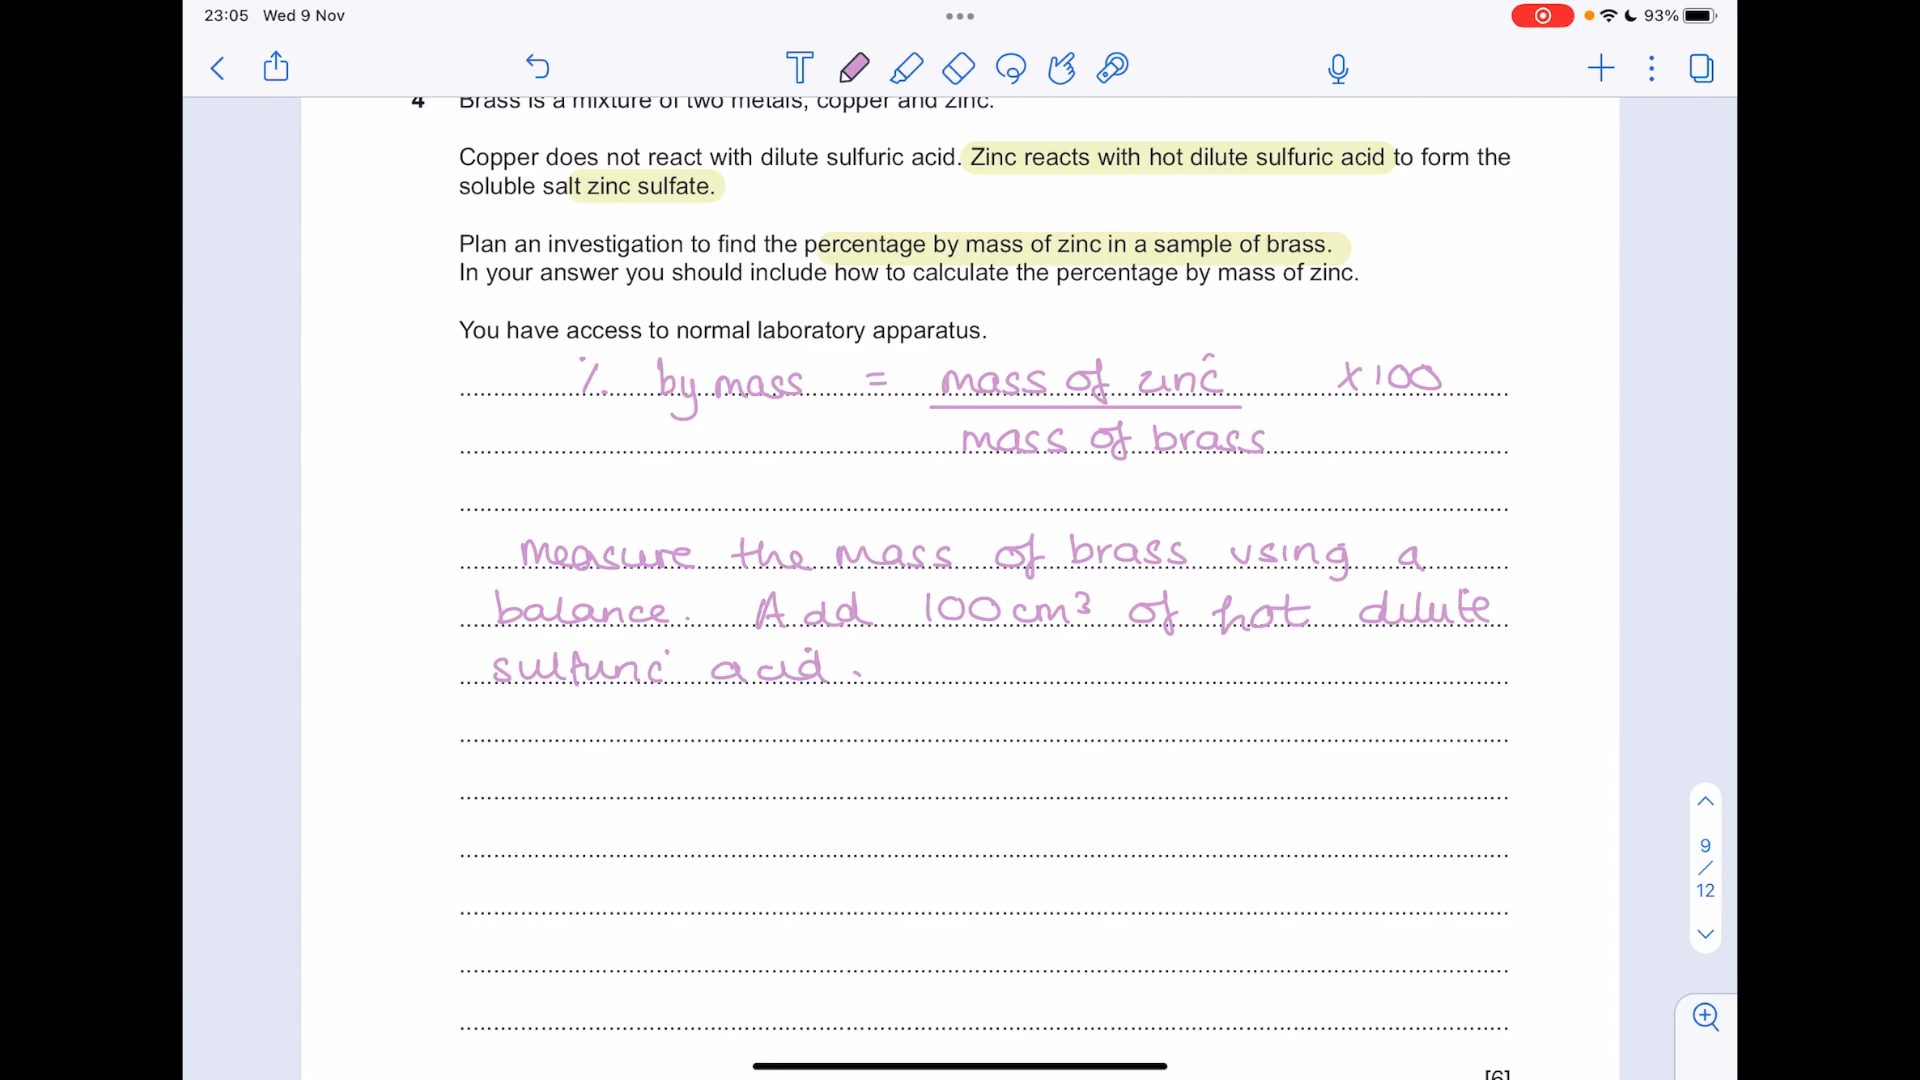 23:05 Wed 9 Nov
93%
4 Brass is a mixture of two metals, copper and zinc.
Copper does not react with dilute sulfuric acid. Zinc reacts with hot dilute sulfuric acid to form the
soluble salt zinc sulfate.
Plan an investigation to find the percentage by mass of zinc in a sample of brass.
In your answer you should include how to calculate the percentage by mass of zinc.
You have access to normal laboratory apparatus.
% by mass = mass of zinc x100
mass of brass
measure the mass of brass using a
balance. Add 100cm³ of hot dilute
sulfuric acid.
9
/
12
[6]